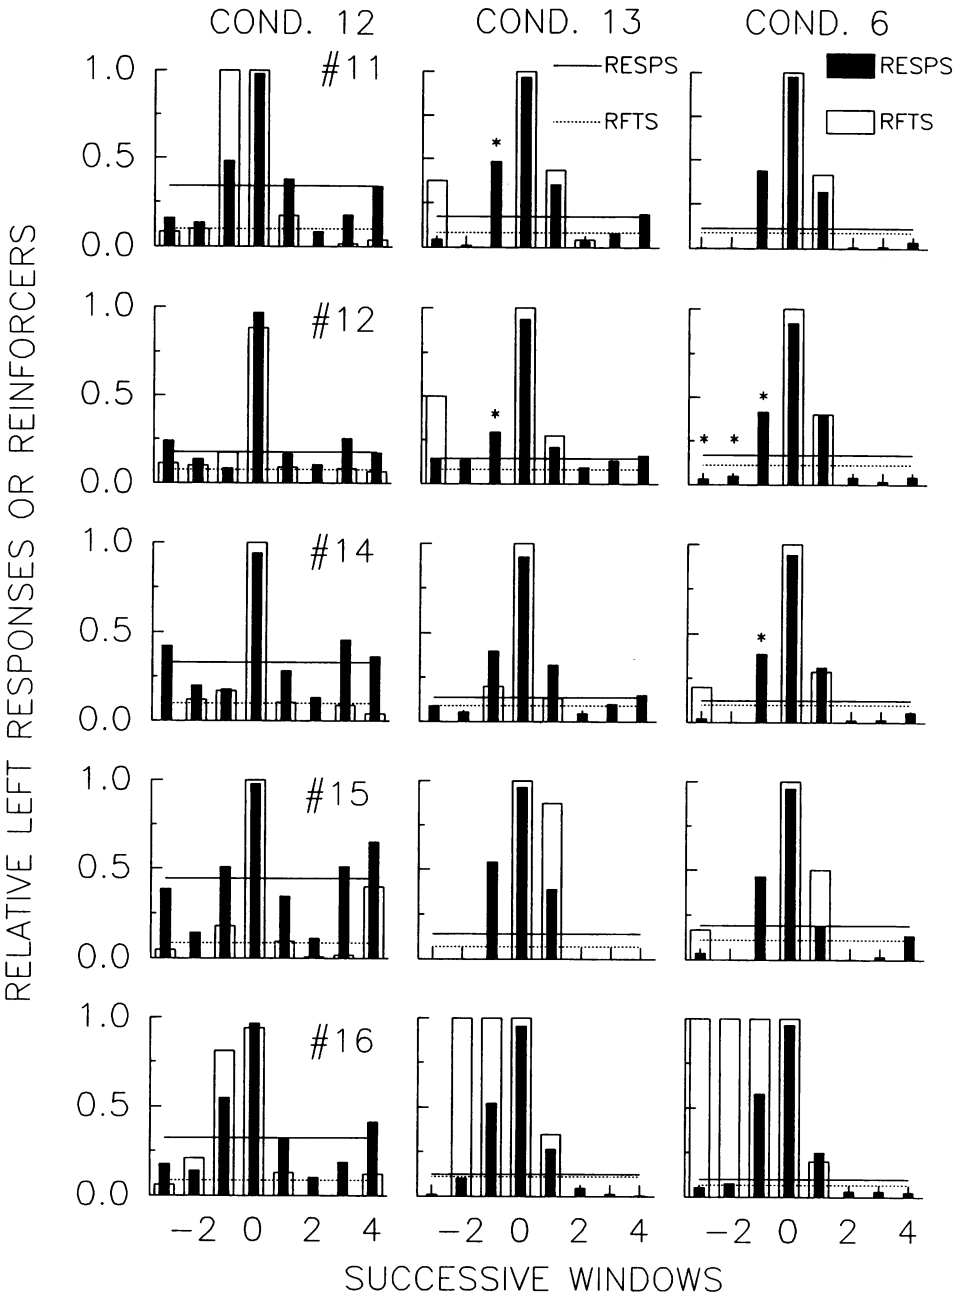 COND. 12 COND. 13 COND. 6
#11
RESPS
RFTS
RESPS
RFTS
1.0
0.5
0.0
*
#12
1.0
0.5
0.0
*
* * *
#14
1.0
0.5
0.0
*
#15
1.0
0.5
0.0
#16
1.0
0.5
0.0
−2 0 2 4 −2 0 2 4 −2 0 2 4
SUCCESSIVE WINDOWS
RELATIVE LEFT RESPONSES OR REINFORCERS